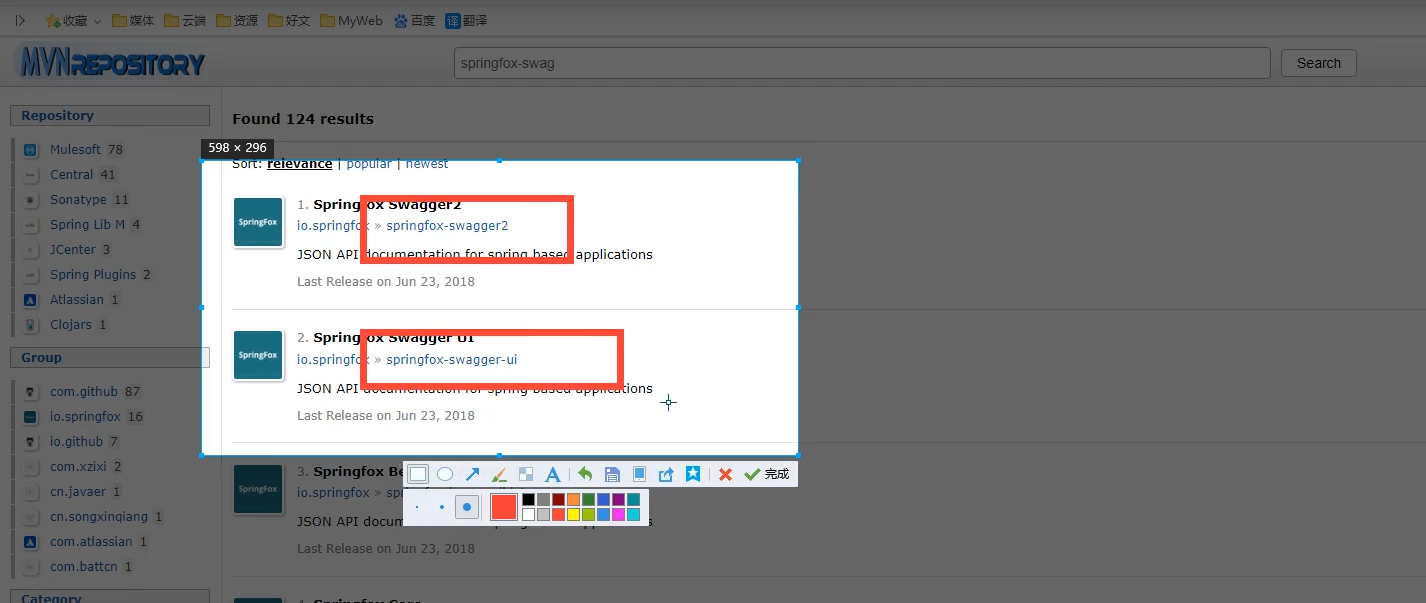 收藏 媒体 云端 资源 好文 MyWeb 百度 译 翻译
MVNREPOSITORY springfox-swag Search
Repository
Found 124 results
598 × 296
Mulesoft 78
Central 41
Sonatype 11
Spring Lib M 4
JCenter 3
Spring Plugins 2
Atlassian 1
Clojars 1
Group
com.github 87
io.springfox 16
io.github 7
com.xzixi 2
cn.javaer 1
cn.songxinqiang 1
com.atlassian 1
com.battcn 1
Category
Sort: relevance | popular | newest
SpringFox
1. Springfox Swagger2
io.springfox » springfox-swagger2
JSON API documentation for spring based applications
Last Release on Jun 23, 2018
SpringFox
2. Springfox Swagger UI
io.springfox » springfox-swagger-ui
JSON API documentation for spring based applications
Last Release on Jun 23, 2018
A 完成
SpringFox
3. Springfox Be
io.springfox »
JSON API docum
Last Release on Jun 23, 2018
4. Springfox Core